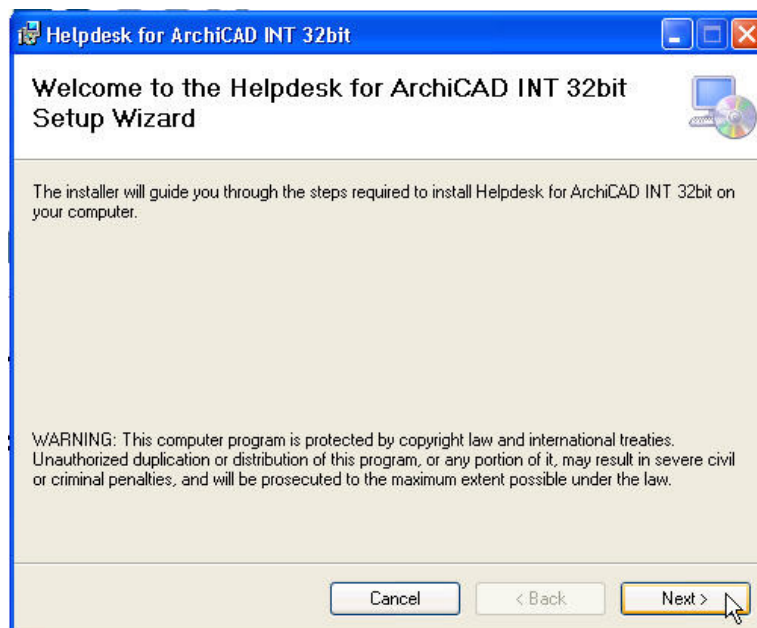 Helpdesk for ArchiCAD INT 32bit
Welcome to the Helpdesk for ArchiCAD INT 32bit
Setup Wizard
The installer will guide you through the steps required to install Helpdesk for ArchiCAD INT 32bit on
your computer.
WARNING: This computer program is protected by copyright law and international treaties.
Unauthorized duplication or distribution of this program, or any portion of it, may result in severe civil
or criminal penalties, and will be prosecuted to the maximum extent possible under the law.
Cancel < Back Next >